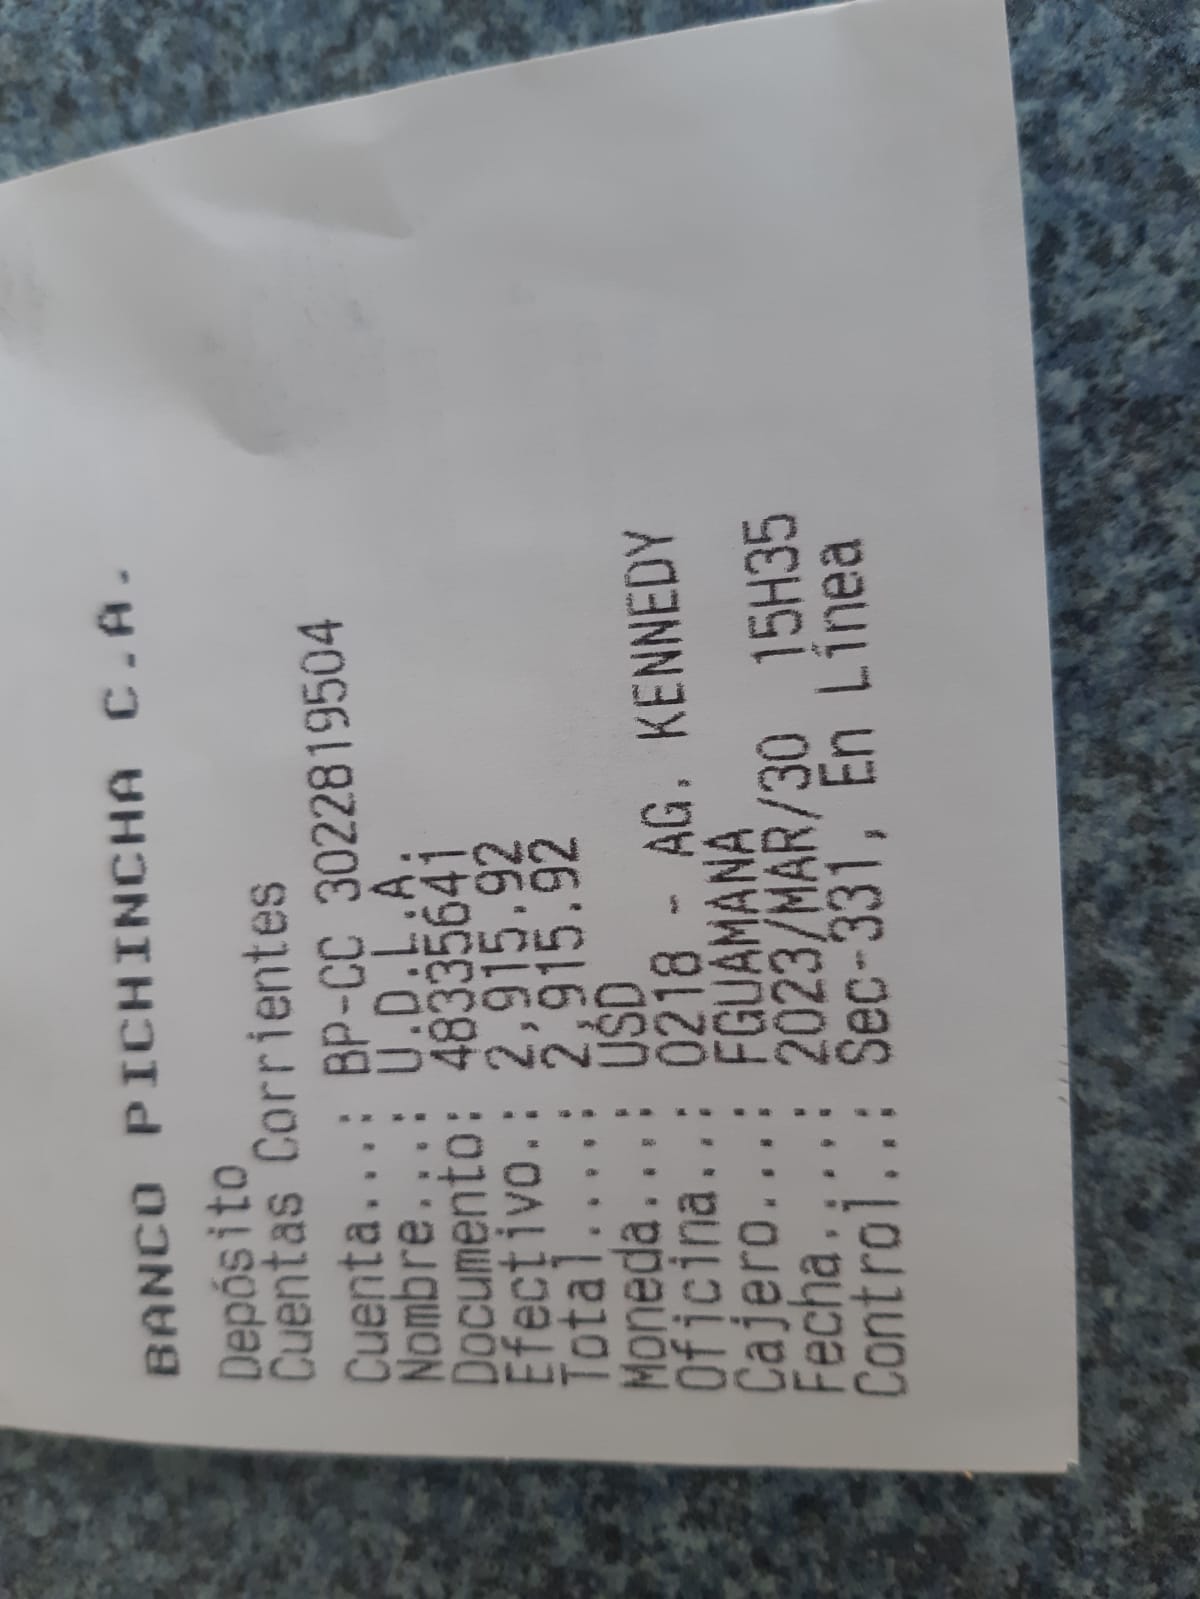 BANCO PICHINCHA C.A.
Depósito
Cuentas Corrientes
Cuenta....: BP-CC 3022819504
Nombre....: U.D.L.A.
Documento: 48335641
Efectivo.: 2,915.92
Total.....: 2,915.92
Moneda....: USD
Oficina...: 0218 - AG. KENNEDY
Cajero....: FGUAMANA
Fecha.....: 2023/MAR/30 15H35
Control...: Sec-331, En Línea